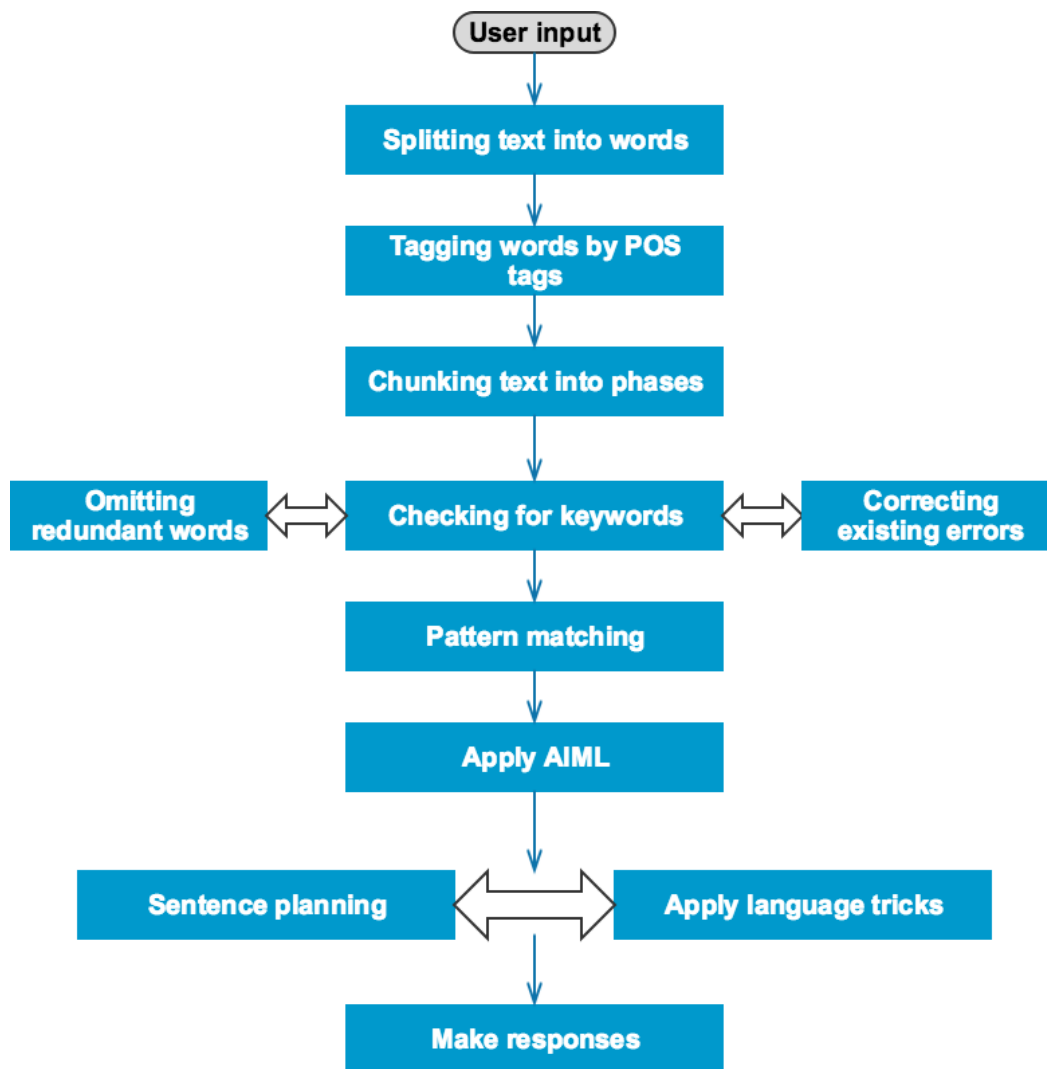 User input
Splitting text into words
Tagging words by POS
tags
Chunking text into phases
Omitting
redundant words
Checking for keywords
Correcting
existing errors
Pattern matching
Apply AIML
Sentence planning
Apply language tricks
Make responses